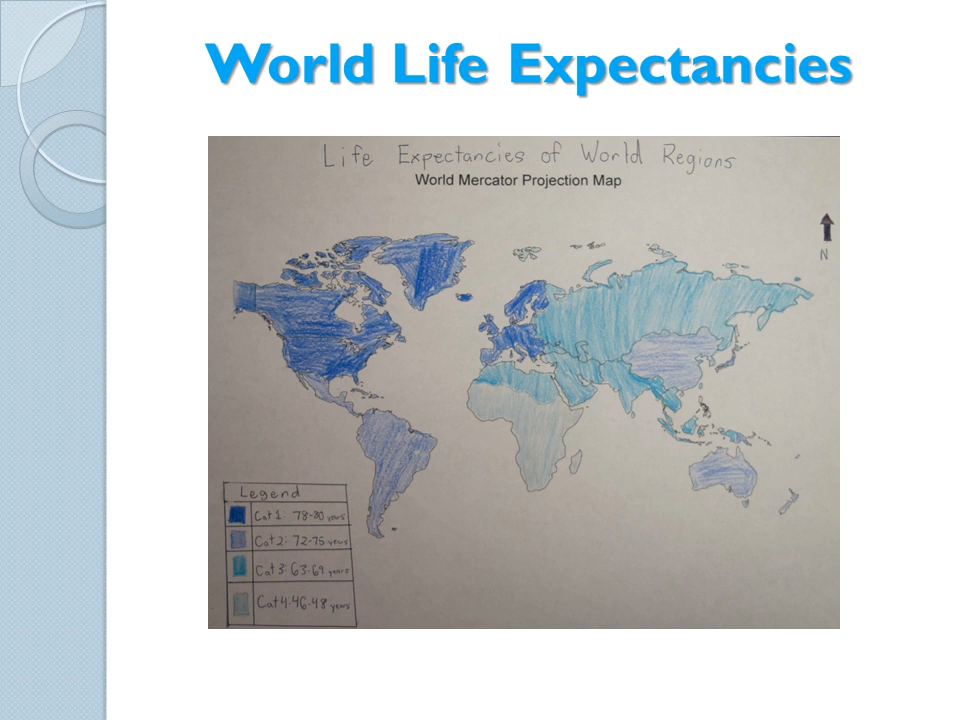 World Life Expectancies
Life Expectancies of World Regions
World Mercator Projection Map
N
Legend
Cat 1: 78-80 years
Cat 2: 72-75 years
Cat 3: 63-69 years
Cat 4: 46-48 years